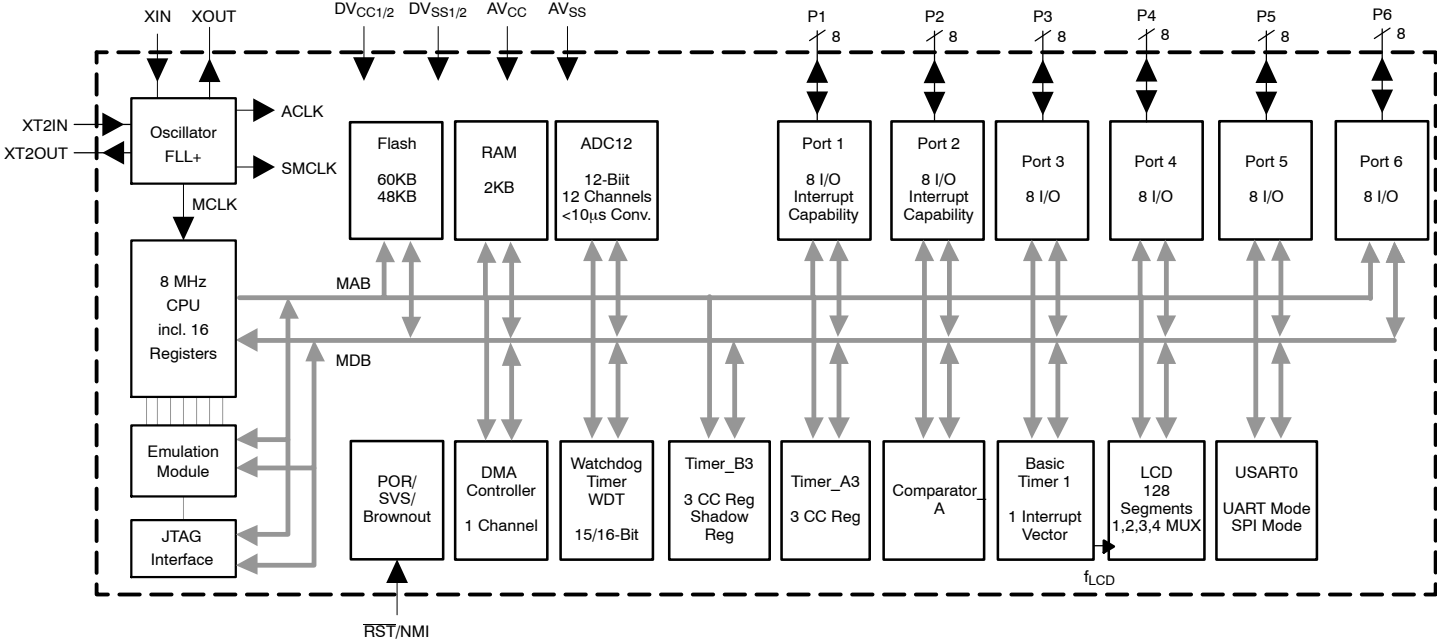 XIN
XOUT
DVCC1/2
DVSS1/2
AVCC
AVSS
P1
P2
P3
P4
P5
P6
8
8
8
8
8
8
XT2IN
XT2OUT
Oscillator
FLL+
ACLK
SMCLK
MCLK
Flash
60KB
48KB
RAM
2KB
ADC12
12-Biit
12 Channels
<10μs Conv.
Port 1
8 I/O
Interrupt
Capability
Port 2
8 I/O
Interrupt
Capability
Port 3
8 I/O
Port 4
8 I/O
Port 5
8 I/O
Port 6
8 I/O
8 MHz
CPU
incl. 16
Registers
MAB
MDB
Emulation
Module
JTAG
Interface
POR/
SVS/
Brownout
DMA
Controller
1 Channel
Watchdog
Timer
WDT
15/16-Bit
Timer_B3
3 CC Reg
Shadow
Reg
Timer_A3
3 CC Reg
Comparator_
A
Basic
Timer 1
1 Interrupt
Vector
LCD
128
Segments
1,2,3,4 MUX
USART0
UART Mode
SPI Mode
fLCD
RST/NMI